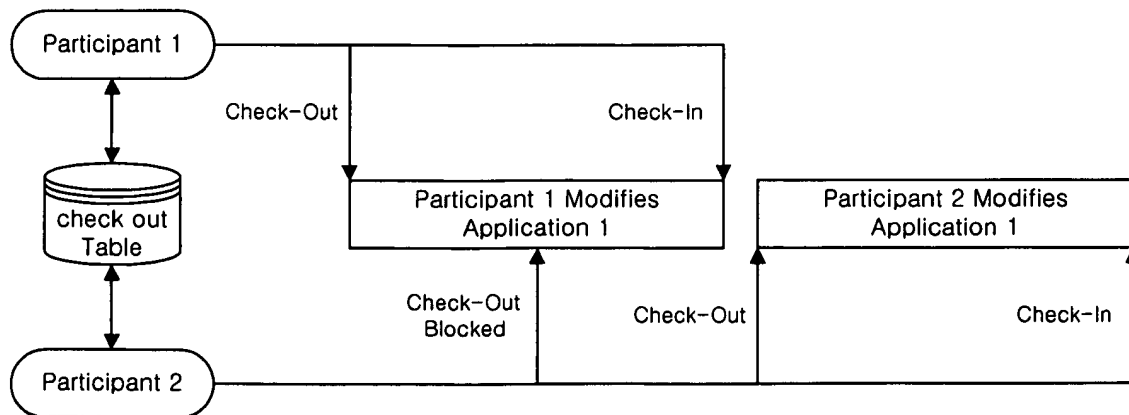 Participant 1
Check-Out
Check-In
Participant 1 Modifies
Application 1
Participant 2 Modifies
Application 1
check out
Table
Check-Out
Blocked
Check-Out
Check-In
Participant 2